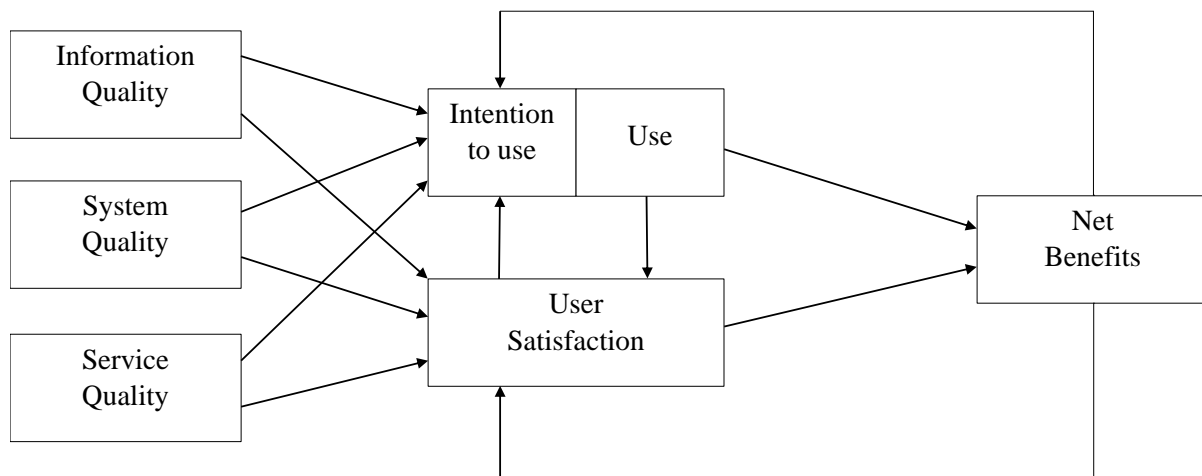 Information
Quality
System
Quality
Service
Quality
Intention
to use
Use
User
Satisfaction
Net
Benefits